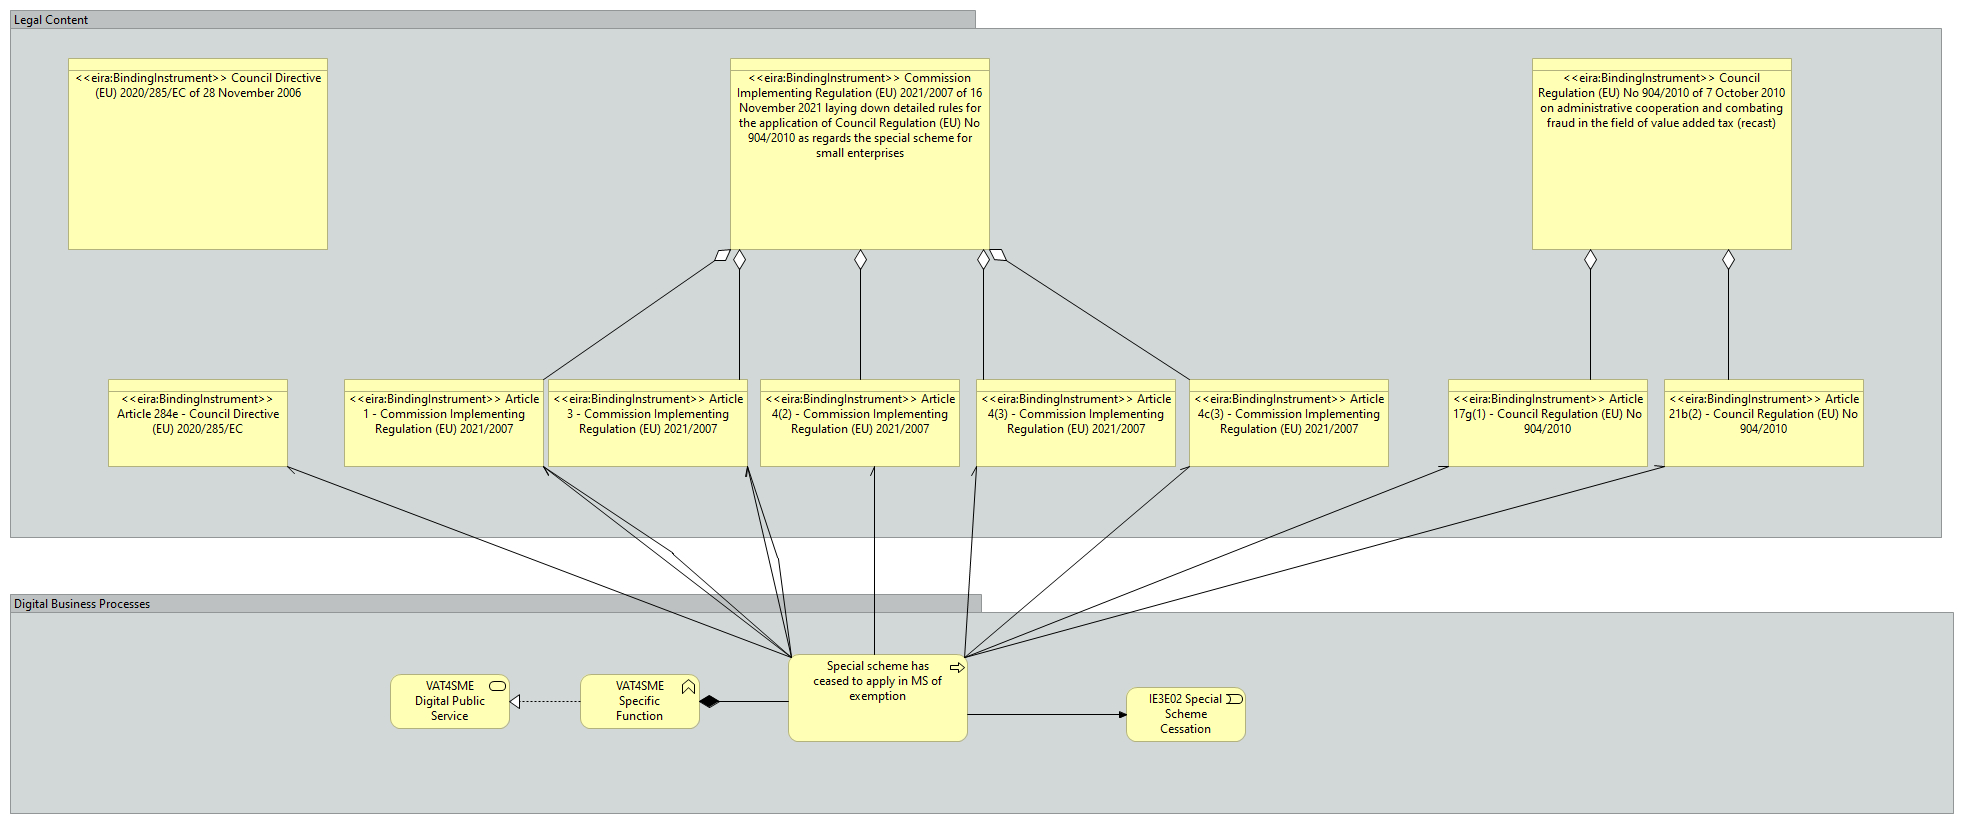 Legal Content
<<eira:BindingInstrument>> Council Directive
(EU) 2020/285/EC of 28 November 2006
<<eira:BindingInstrument>> Commission
Implementing Regulation (EU) 2021/2007 of 16
November 2021 laying down detailed rules for
the application of Council Regulation (EU) No
904/2010 as regards the special scheme for
small enterprises
<<eira:BindingInstrument>> Council
Regulation (EU) No 904/2010 of 7 October 2010
on administrative cooperation and combating
fraud in the field of value added tax (recast)
<<eira:BindingInstrument>>
Article 284e - Council Directive
(EU) 2020/285/EC
<<eira:BindingInstrument>> Article
1 - Commission Implementing
Regulation (EU) 2021/2007
<<eira:BindingInstrument>> Article
3 - Commission Implementing
Regulation (EU) 2021/2007
<<eira:BindingInstrument>> Article
4(2) - Commission Implementing
Regulation (EU) 2021/2007
<<eira:BindingInstrument>> Article
4(3) - Commission Implementing
Regulation (EU) 2021/2007
<<eira:BindingInstrument>> Article
4c(3) - Commission Implementing
Regulation (EU) 2021/2007
<<eira:BindingInstrument>> Article
17g(1) - Council Regulation (EU) No
904/2010
<<eira:BindingInstrument>> Article
21b(2) - Council Regulation (EU) No
904/2010
Digital Business Processes
VAT4SME
Digital Public
Service
VAT4SME
Specific
Function
Special scheme has
ceased to apply in MS of
exemption
IE3E02 Special
Scheme
Cessation